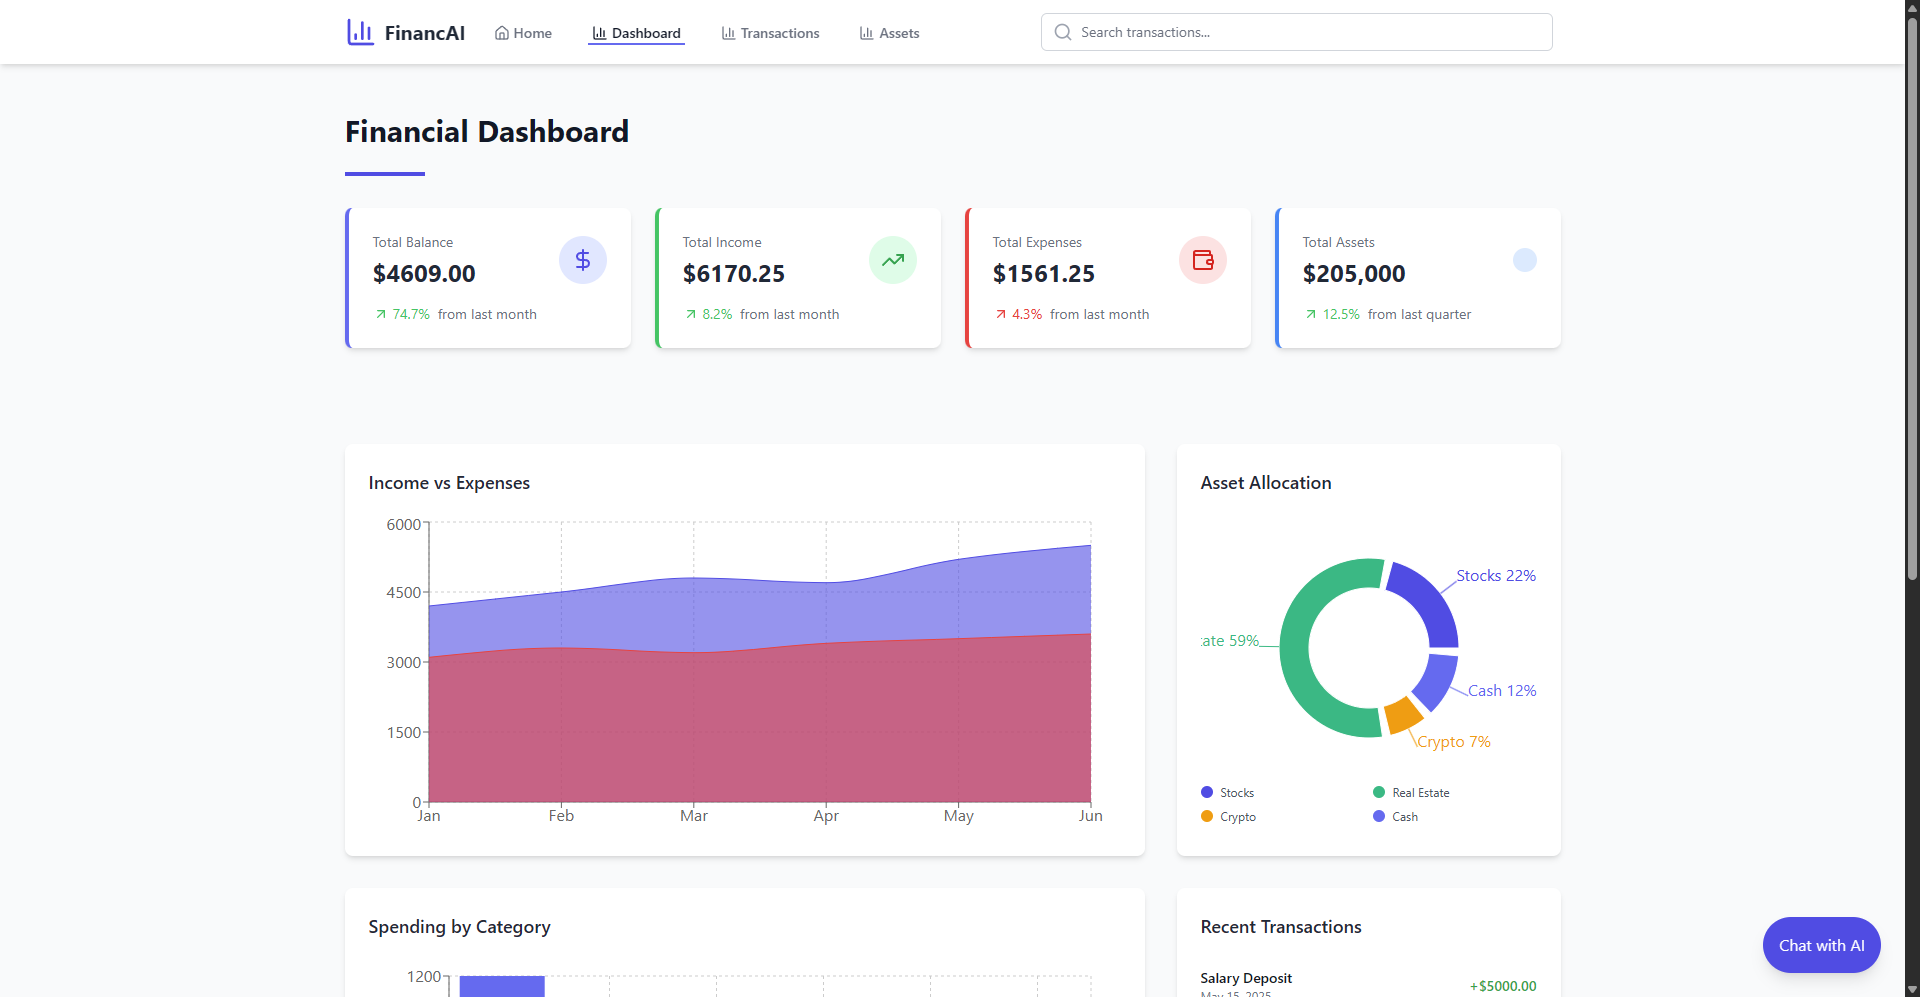 FinancAI
Home
Dashboard
Transactions
Assets
Search transactions...
Financial Dashboard
Total Balance
$4609.00
74.7% from last month
Total Income
$6170.25
8.2% from last month
Total Expenses
$1561.25
4.3% from last month
Total Assets
$205,000
12.5% from last quarter
Income vs Expenses
6000
4500
3000
1500
0
Jan Feb Mar Apr May Jun
Asset Allocation
Stocks 22%
59%
Cash 12%
Crypto 7%
Stocks
Real Estate
Crypto
Cash
Spending by Category
1200
Recent Transactions
Salary Deposit
+$5000.00
May 15, 2025
Chat with AI